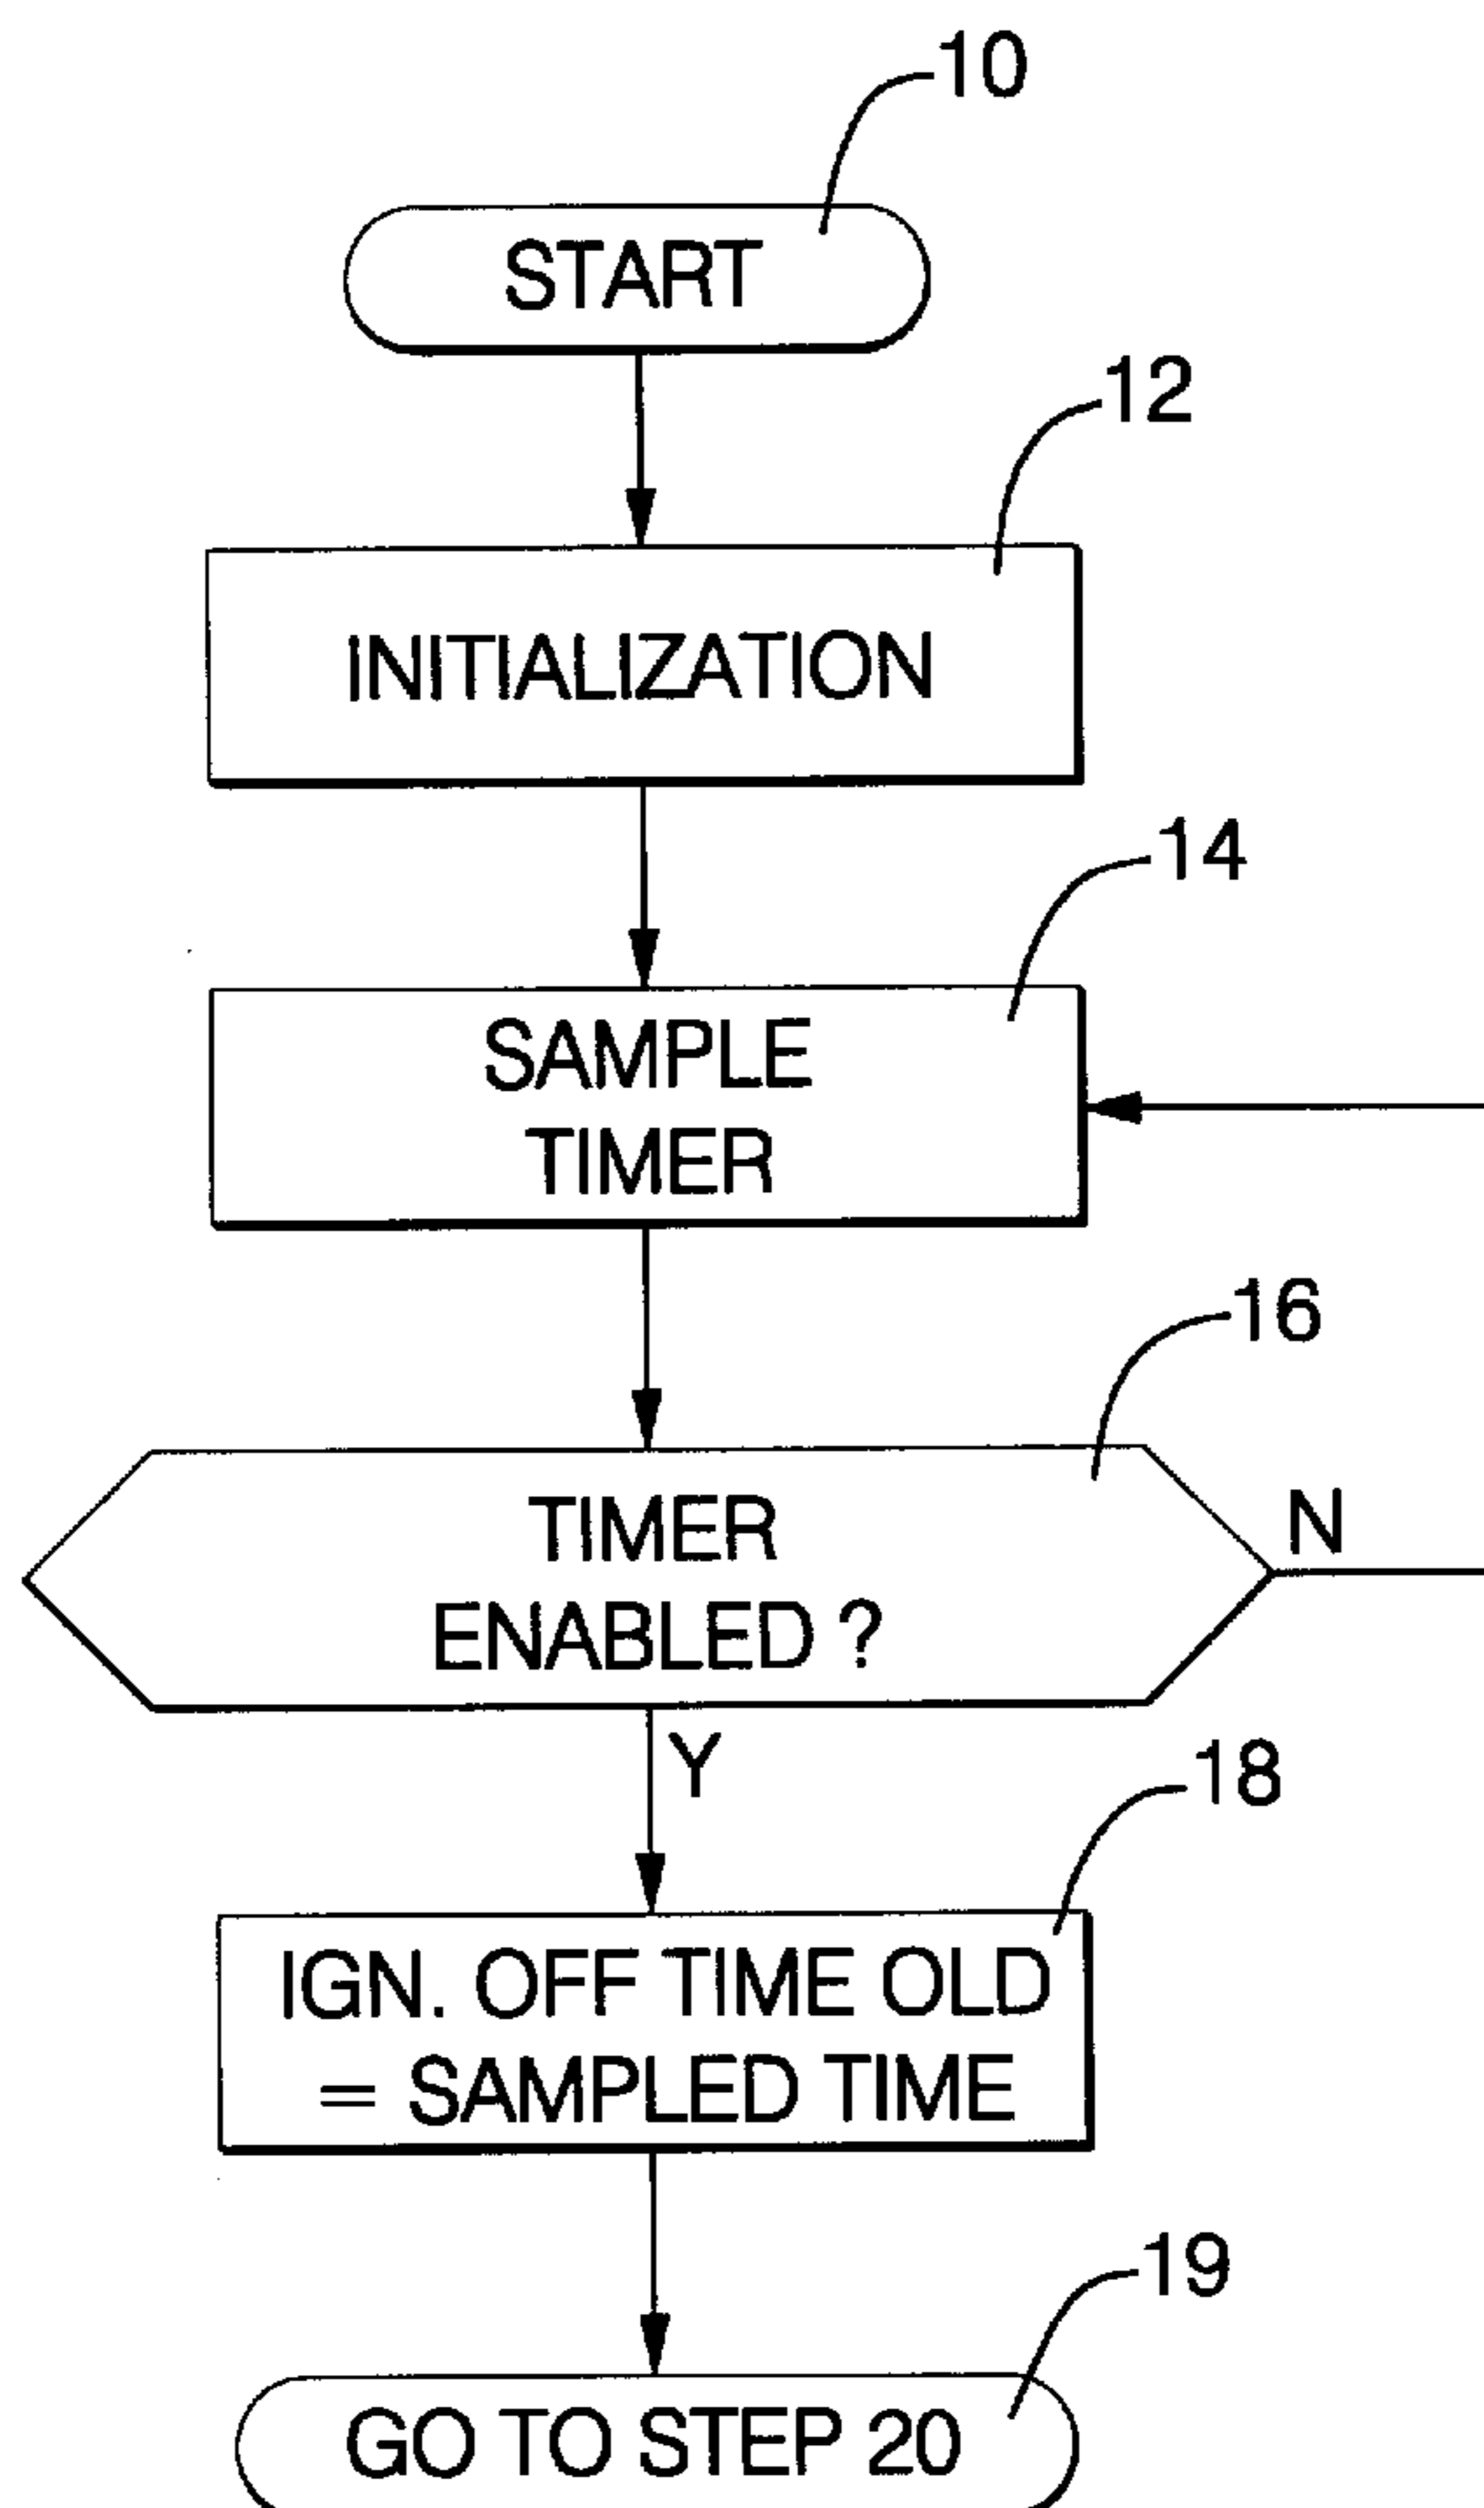 10
START
12
INITIALIZATION
14
SAMPLE
TIMER
16
TIMER
ENABLED ?
N
Y
18
IGN. OFF TIME OLD
= SAMPLED TIME
19
GO TO STEP 20